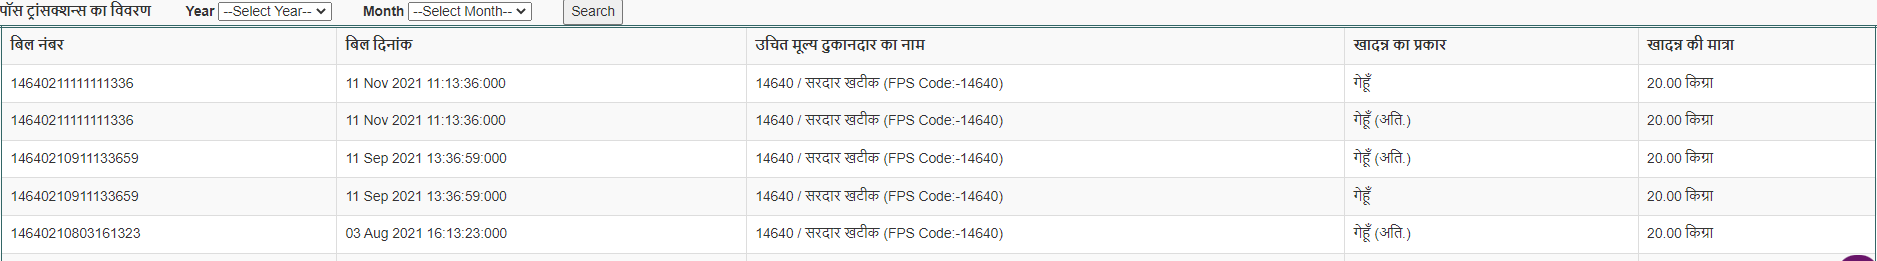 पॉस ट्रांसक्शन्स का विवरण Year --Select Year-- Month --Select Month-- Search
बिल नंबर बिल दिनांक उचित मूल्य दुकानदार का नाम खादन्न का प्रकार खादन्न की मात्रा
14640211111111336 11 Nov 2021 11:13:36:000 14640 / सरदार खटीक (FPS Code:-14640) गेहूँ 20.00 किग्रा
14640211111111336 11 Nov 2021 11:13:36:000 14640 / सरदार खटीक (FPS Code:-14640) गेहूँ (अति.) 20.00 किग्रा
14640210911133659 11 Sep 2021 13:36:59:000 14640 / सरदार खटीक (FPS Code:-14640) गेहूँ (अति.) 20.00 किग्रा
14640210911133659 11 Sep 2021 13:36:59:000 14640 / सरदार खटीक (FPS Code:-14640) गेहूँ 20.00 किग्रा
14640210803161323 03 Aug 2021 16:13:23:000 14640 / सरदार खटीक (FPS Code:-14640) गेहूँ (अति.) 20.00 किग्रा